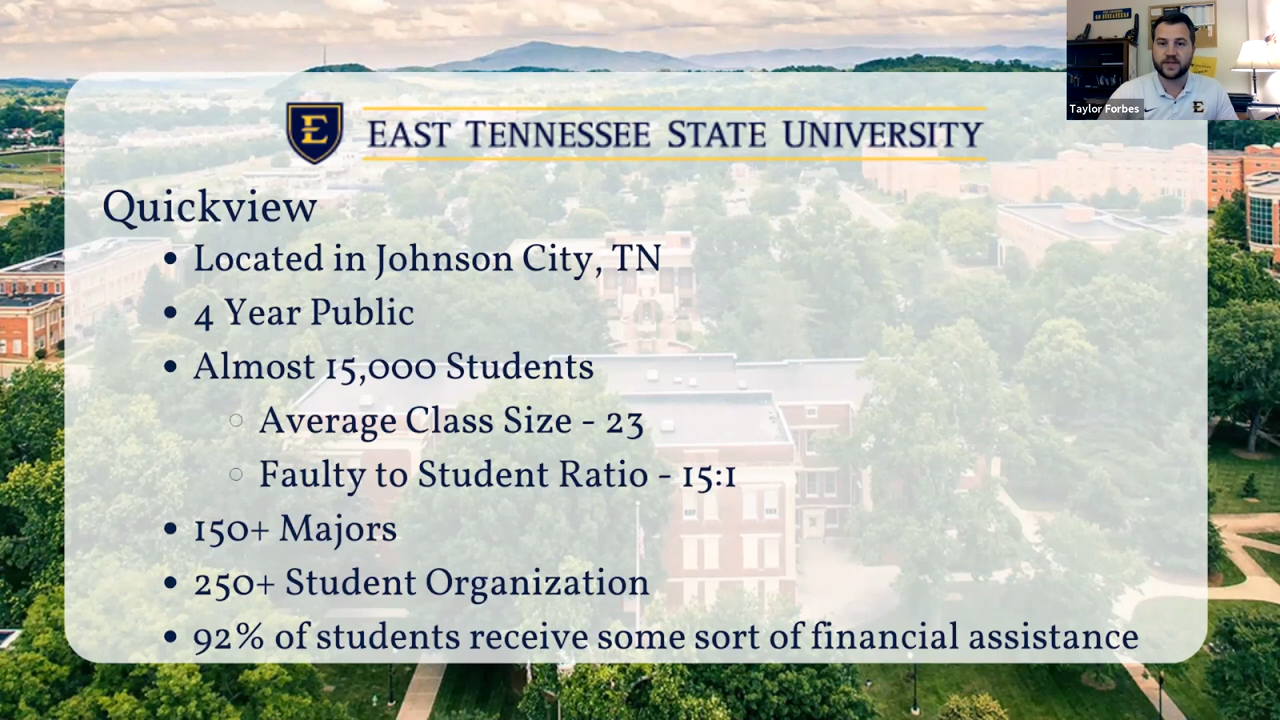 EAST TENNESSEE STATE UNIVERSITY
Taylor Forbes
Quickview
• Located in Johnson City, TN
• 4 Year Public
• Almost 15,000 Students
○ Average Class Size - 23
○ Faulty to Student Ratio - 15:1
• 150+ Majors
• 250+ Student Organization
• 92% of students receive some sort of financial assistance